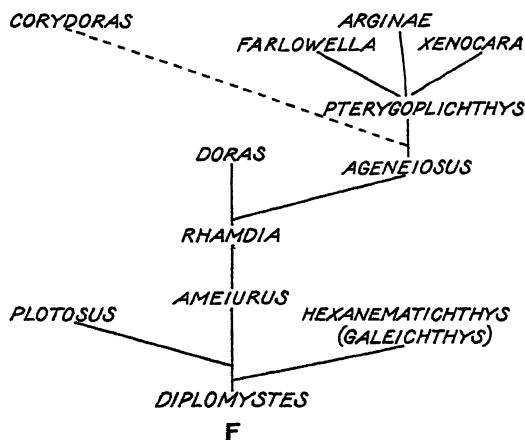 CORYDORAS
ARGINAE
FARLOWELLA
XENOCARA
PTERYGOPLICHTHYS
DORAS
AGENEIOSUS
RHAMDIA
AMEIURUS
PLOTOSUS
HEXANEMATICHTHYS
(GALEICHTHYS)
DIPLOMYSTES
F